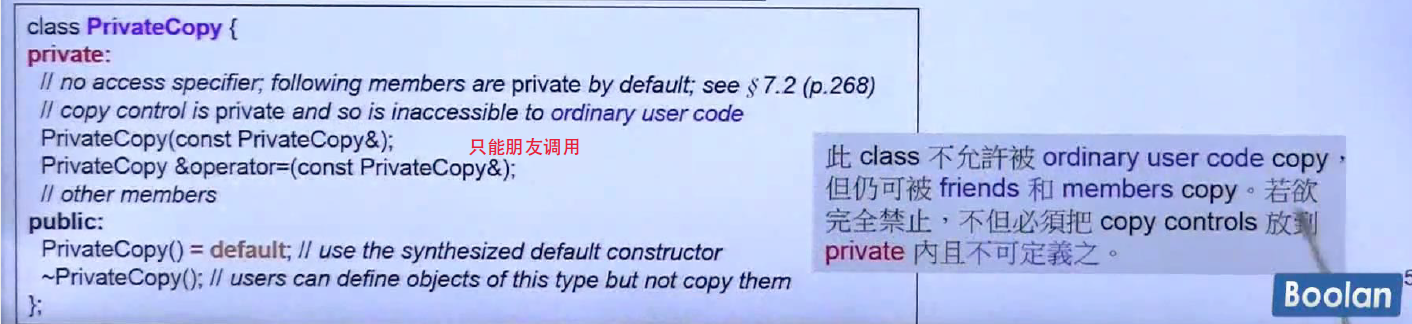 class PrivateCopy {
private:
// no access specifier; following members are private by default; see §7.2 (p.268)
// copy control is private and so is inaccessible to ordinary user code
PrivateCopy(const PrivateCopy&);
只能朋友调用
PrivateCopy &operator=(const PrivateCopy&);
// other members
public:
PrivateCopy() = default; // use the synthesized default constructor
~PrivateCopy(); // users can define objects of this type but not copy them
};
此 class 不允許被 ordinary user code copy,
但仍可被 friends 和 members copy。若欲
完全禁止,不但必須把 copy controls 放到
private 內且不可定義之。
Boolan
5